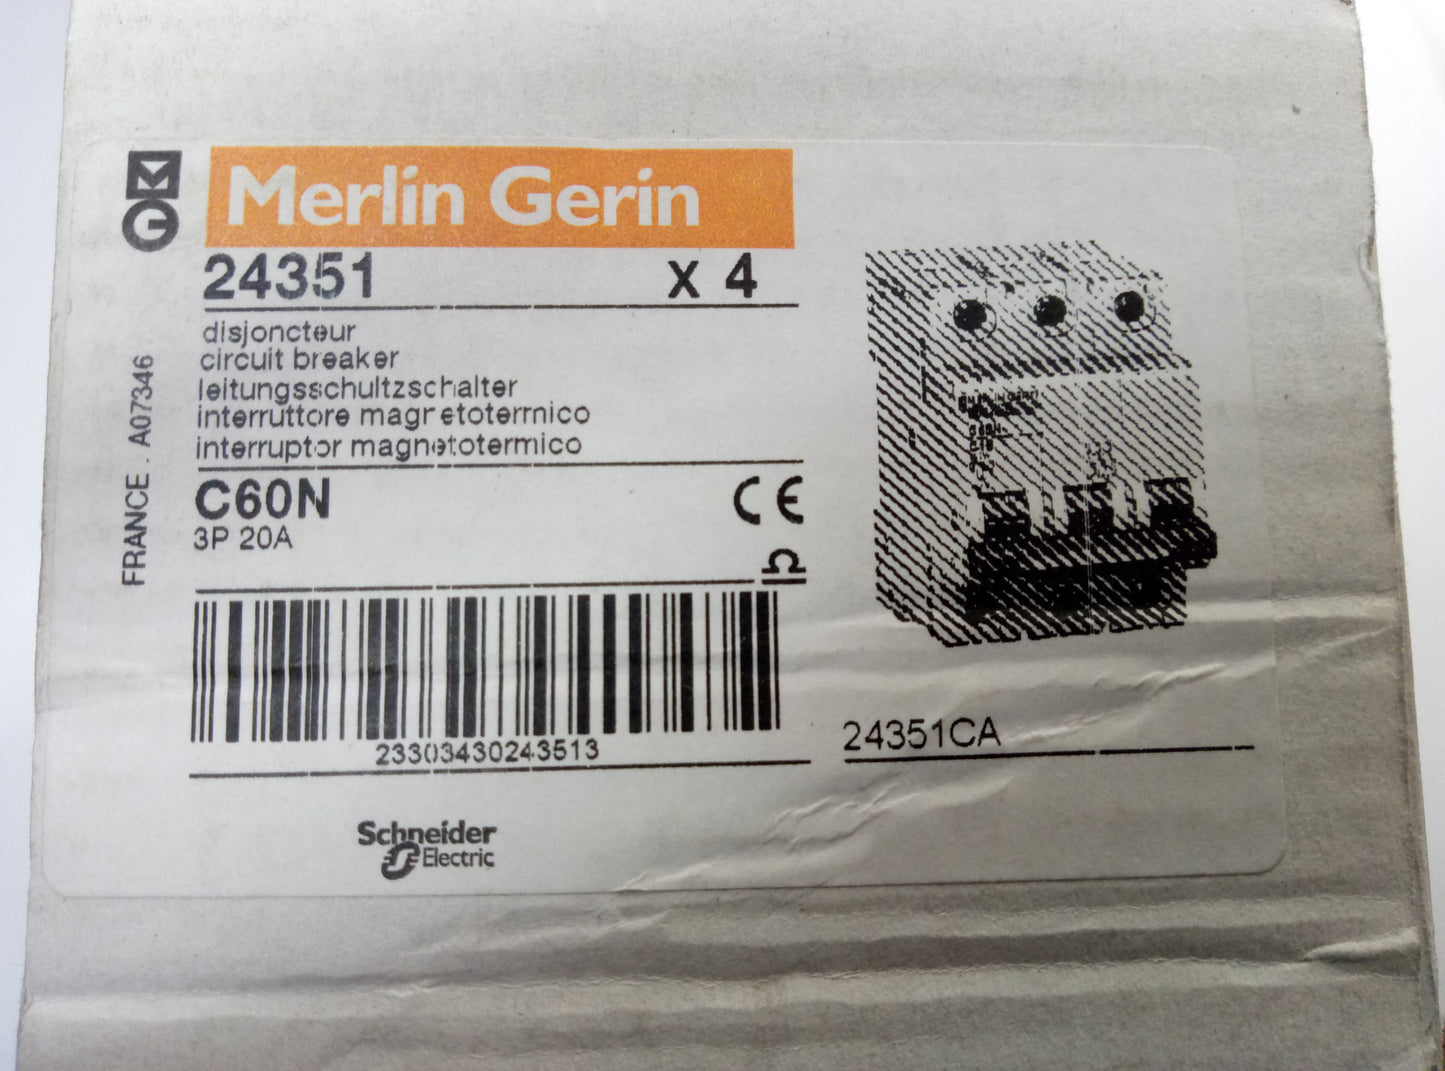 Merlin Gerin
24351 x 4
disjoncteur
circuit breaker
leitungsschultzschalter
interruttore magnetotermico
interruptor magnetotermico
C60N CE
3P 20A
FRANCE . A07346
23303430243513
24351CA
Schneider
Electric